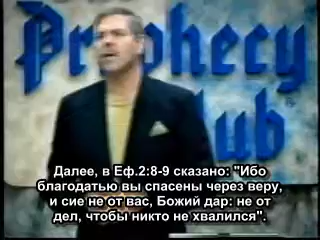 Prophecy
Club®
Далее, в Еф.2:8-9 сказано: "Ибо
благодатью вы спасены через веру,
и сие не от вас, Божий дар: не от
дел, чтобы никто не хвалился".